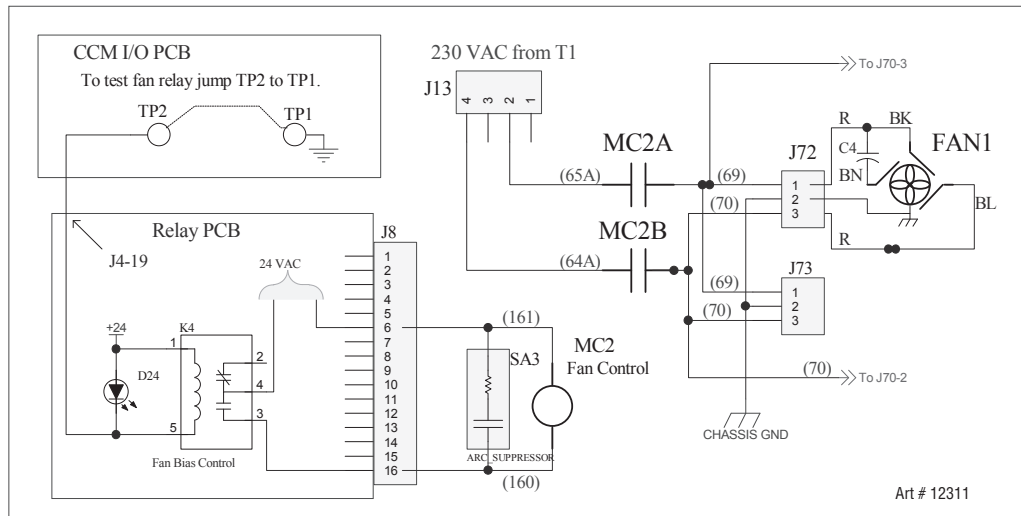 CCM I/O PCB
To test fan relay jump TP2 to TP1.
TP2
TP1
230 VAC from T1
J13
4
3
2
1
To J70-3
MC2A
(65A)
(69)
(70)
MC2B
(64A)
J72
1
2
3
R
BK
C4
BN
FAN1
BL
R
J73
(69)
(70)
1
2
3
(70)
To J70-2
CHASSIS GND
Relay PCB
J4-19
24 VAC
+24
K4
1
2
D24
4
3
5
Fan Bias Control
J8
1
2
3
4
5
6
7
8
9
10
11
12
13
14
15
16
(161)
SA3
MC2
Fan Control
ARC_SUPPRESSOR
(160)
Art # 12311